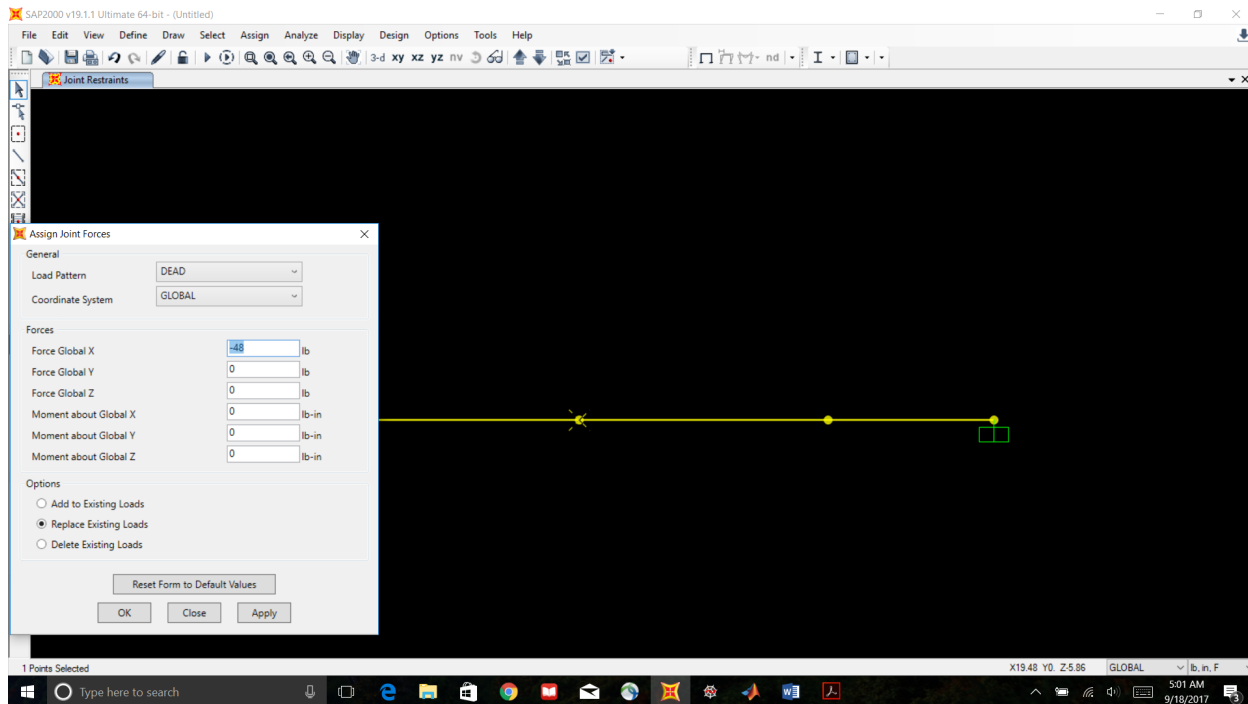 SAP2000 v19.1.1 Ultimate 64-bit - (Untitled)
File Edit View Define Draw Select Assign Analyze Display Design Options Tools Help
3-d xy xz yz nv nd
Joint Restraints
Assign Joint Forces
General
Load Pattern DEAD
Coordinate System GLOBAL
Forces
Force Global X -48 lb
Force Global Y 0 lb
Force Global Z 0 lb
Moment about Global X 0 lb-in
Moment about Global Y 0 lb-in
Moment about Global Z 0 lb-in
Options
Add to Existing Loads
Replace Existing Loads
Delete Existing Loads
Reset Form to Default Values
OK Close Apply
1 Points Selected X19.48 Y0. Z-5.86 GLOBAL lb, in, F
Type here to search 5:01 AM
9/18/2017 3